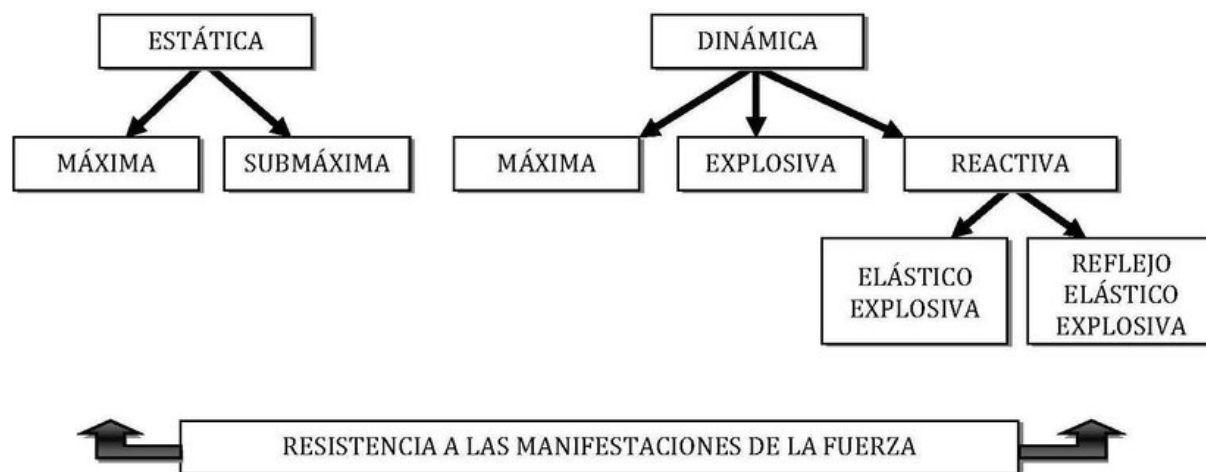 ESTÁTICA
DINÁMICA
MÁXIMA
SUBMÁXIMA
MÁXIMA
EXPLOSIVA
REACTIVA
ELÁSTICO
EXPLOSIVA
REFLEJO
ELÁSTICO
EXPLOSIVA
RESISTENCIA A LAS MANIFESTACIONES DE LA FUERZA